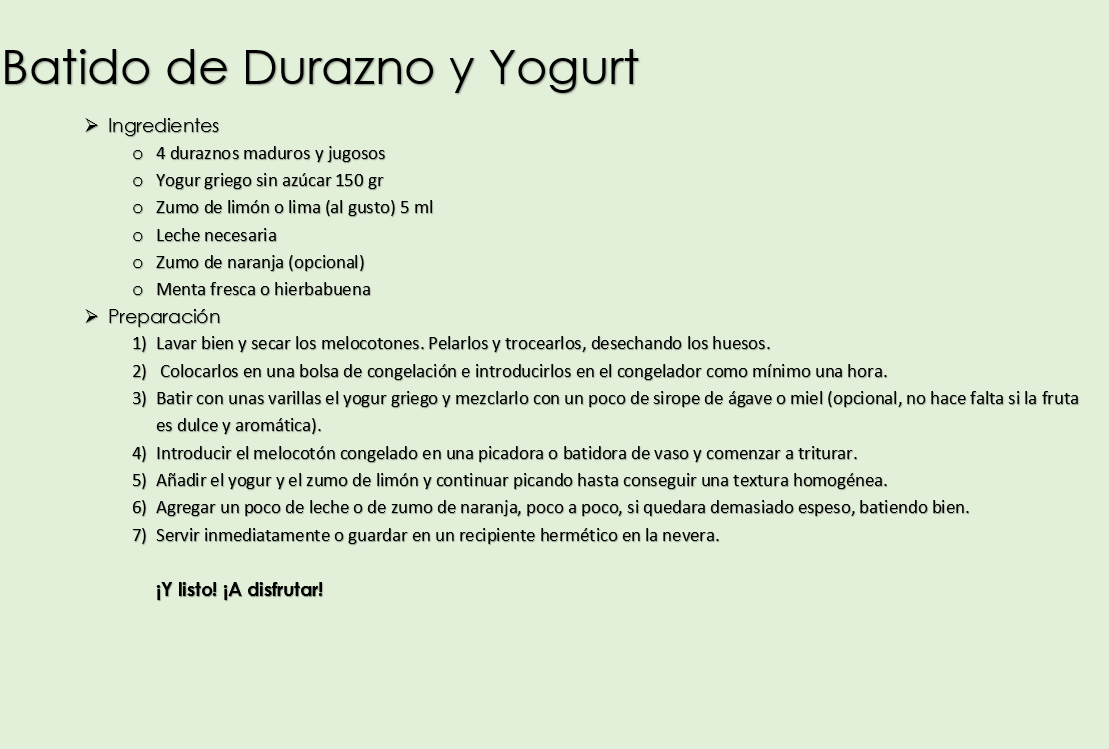 Batido de Durazno y Yogurt
➢ Ingredientes
o 4 duraznos maduros y jugosos
o Yogur griego sin azúcar 150 gr
o Zumo de limón o lima (al gusto) 5 ml
o Leche necesaria
o Zumo de naranja (opcional)
o Menta fresca o hierbabuena
➢ Preparación
1) Lavar bien y secar los melocotones. Pelarlos y trocearlos, desechando los huesos.
2) Colocarlos en una bolsa de congelación e introducirlos en el congelador como mínimo una hora.
3) Batir con unas varillas el yogur griego y mezclarlo con un poco de sirope de ágave o miel (opcional, no hace falta si la fruta
es dulce y aromática).
4) Introducir el melocotón congelado en una picadora o batidora de vaso y comenzar a triturar.
5) Añadir el yogur y el zumo de limón y continuar picando hasta conseguir una textura homogénea.
6) Agregar un poco de leche o de zumo de naranja, poco a poco, si quedara demasiado espeso, batiendo bien.
7) Servir inmediatamente o guardar en un recipiente hermético en la nevera.
¡Y listo! ¡A disfrutar!